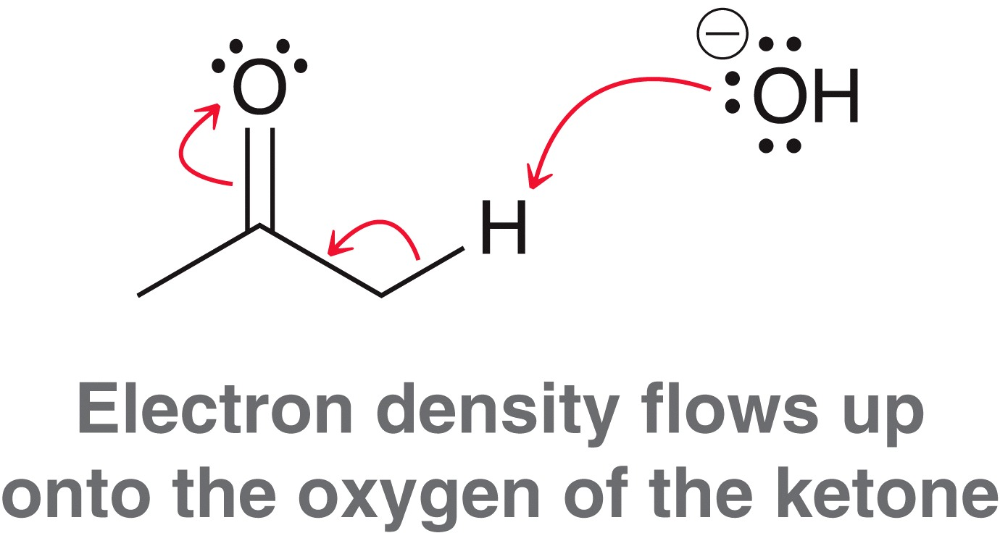 O
OH
H
Electron density flows up
onto the oxygen of the ketone